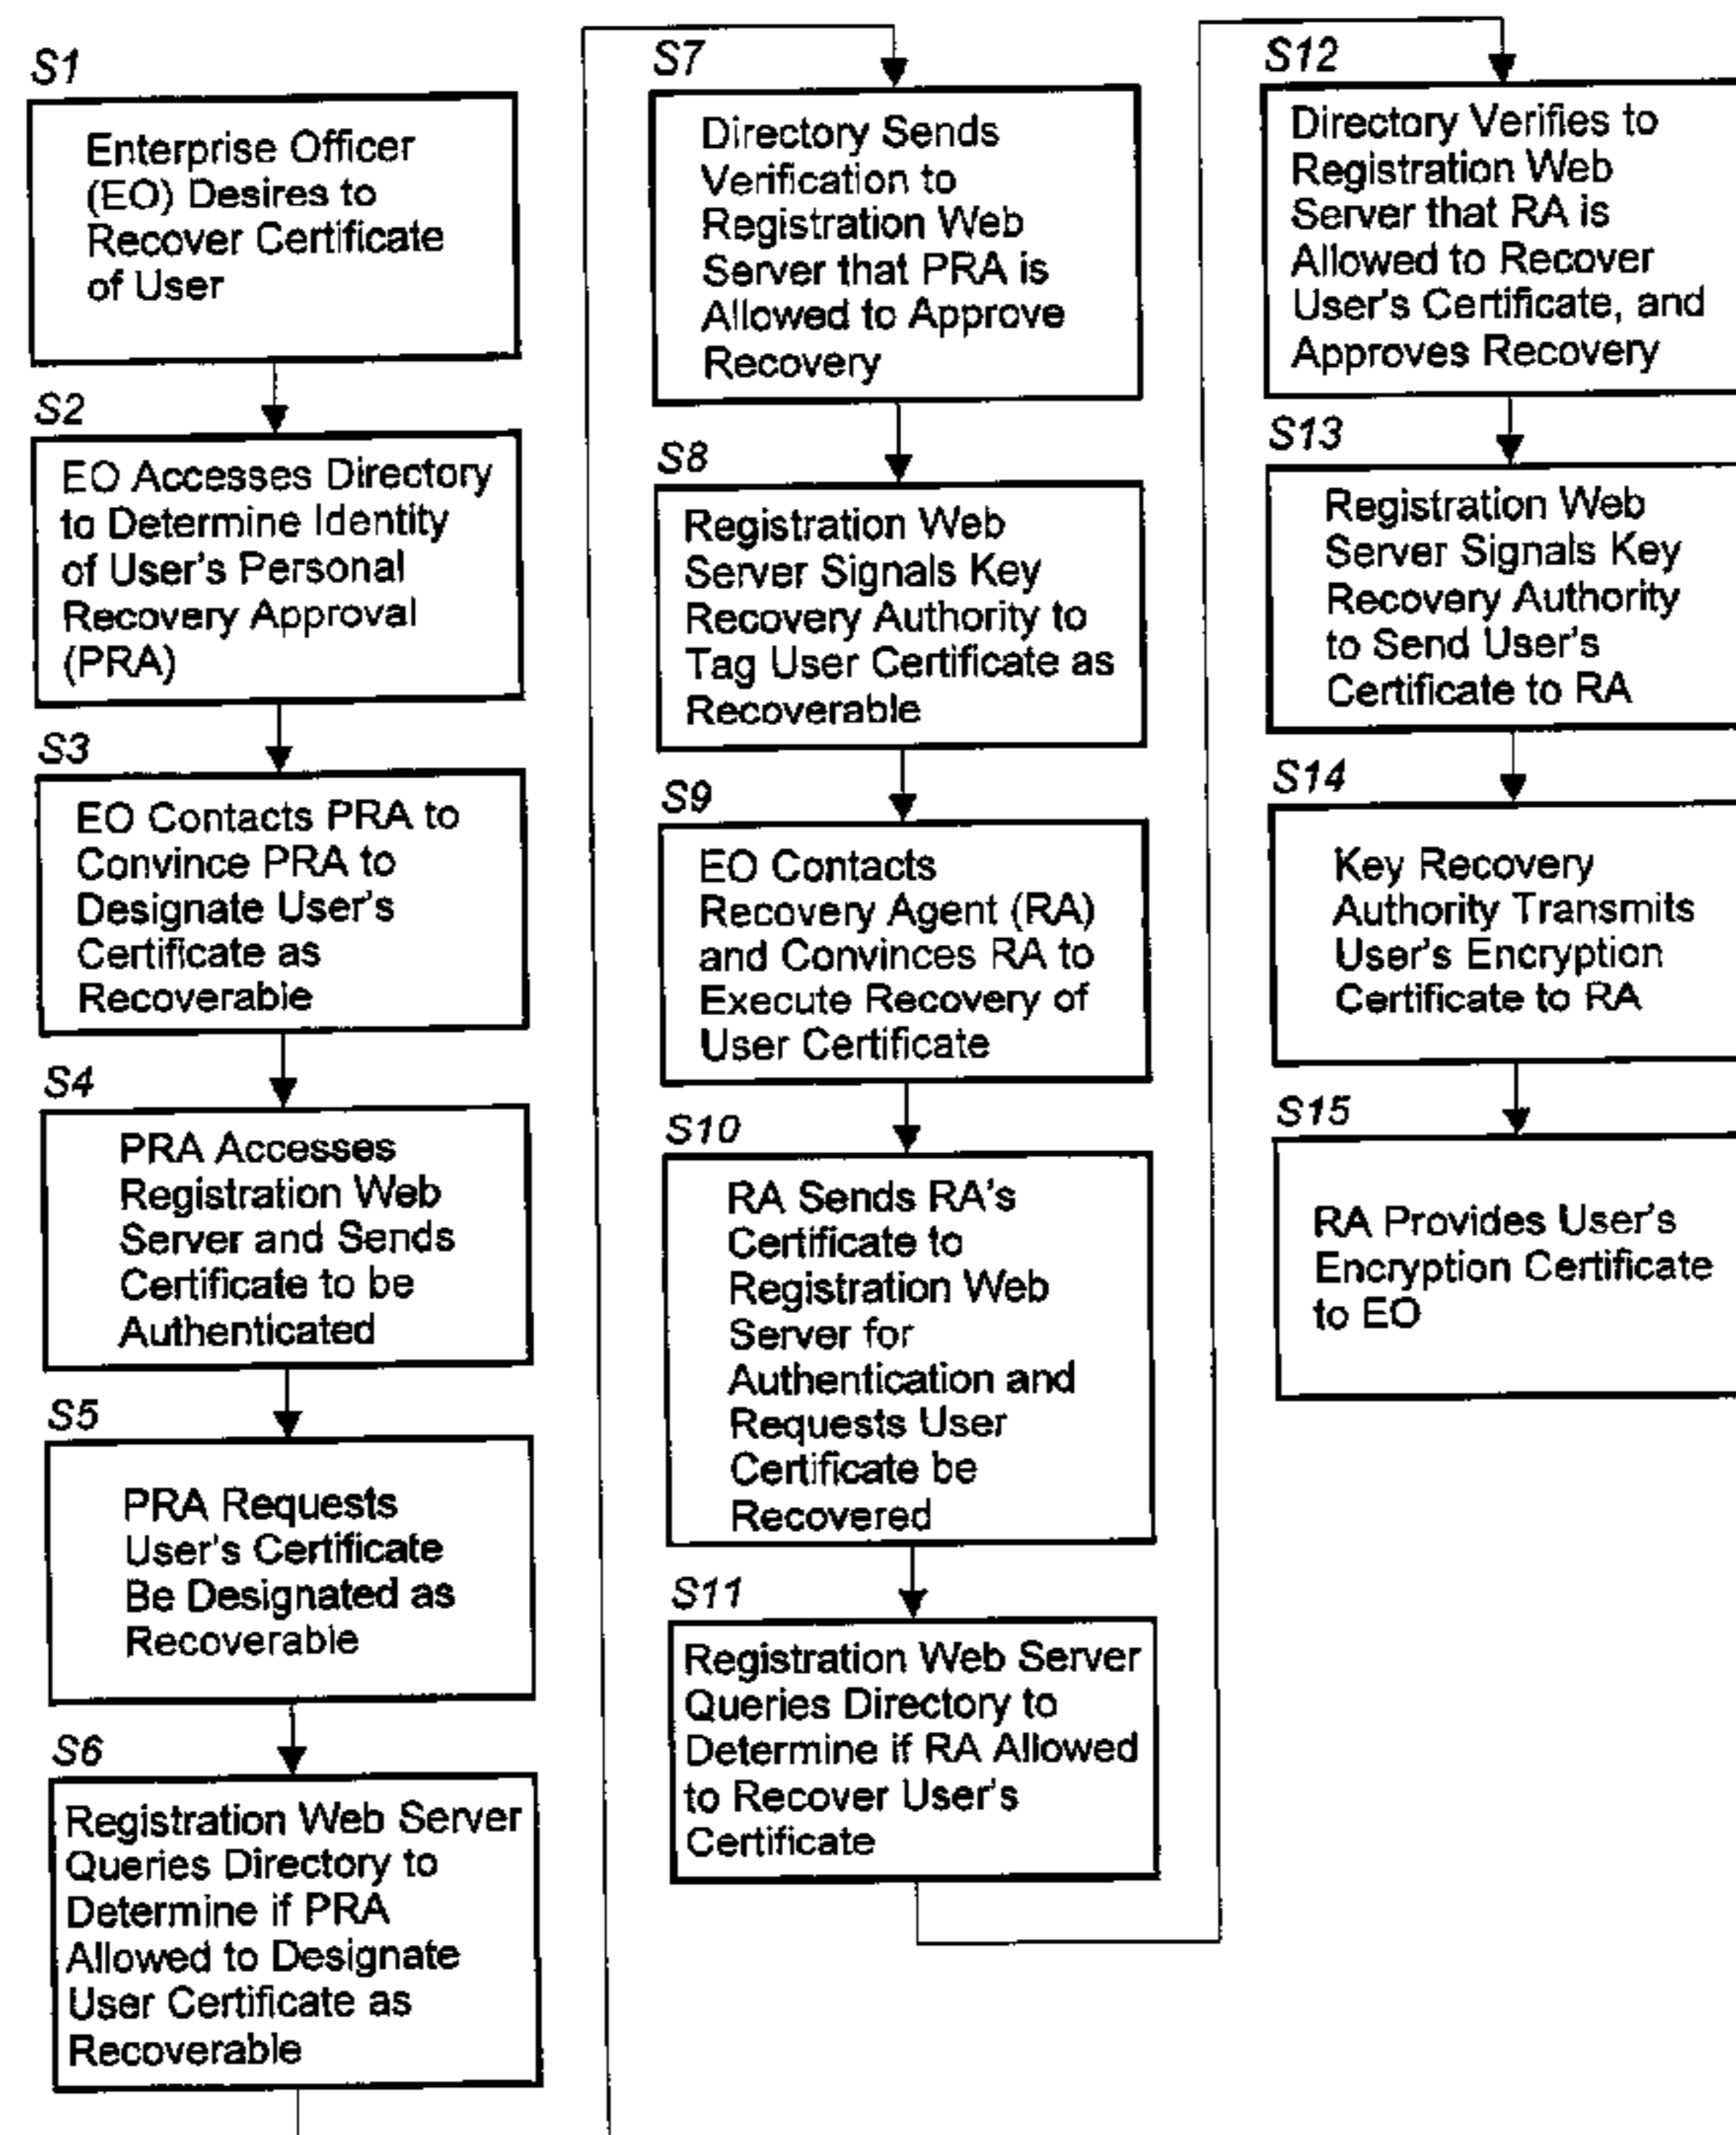 S1
Enterprise Officer
(EO) Desires to
Recover Certificate
of User
S2
EO Accesses Directory
to Determine Identity
of User's Personal
Recovery Approval
(PRA)
S3
EO Contacts PRA to
Convince PRA to
Designate User's
Certificate as
Recoverable
S4
PRA Accesses
Registration Web
Server and Sends
Certificate to be
Authenticated
S5
PRA Requests
User's Certificate
Be Designated as
Recoverable
S6
Registration Web Server
Queries Directory to
Determine if PRA
Allowed to Designate
User Certificate as
Recoverable
S7
Directory Sends
Verification to
Registration Web
Server that PRA is
Allowed to Approve
Recovery
S8
Registration Web
Server Signals Key
Recovery Authority to
Tag User Certificate as
Recoverable
S9
EO Contacts
Recovery Agent (RA)
and Convinces RA to
Execute Recovery of
User Certificate
S10
RA Sends RA's
Certificate to
Registration Web
Server for
Authentication and
Requests User
Certificate be
Recovered
S11
Registration Web Server
Queries Directory to
Determine if RA Allowed
to Recover User's
Certificate
S12
Directory Verifies to
Registration Web
Server that RA is
Allowed to Recover
User's Certificate, and
Approves Recovery
S13
Registration Web
Server Signals Key
Recovery Authority
to Send User's
Certificate to RA
S14
Key Recovery
Authority Transmits
User's Encryption
Certificate to RA
S15
RA Provides User's
Encryption Certificate
to EO